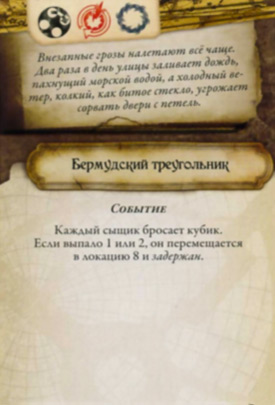 Внезапные грозы налетают всё чаще.
Два раза в день улицы заливает дождь,
пахнущий морской водой, а холодный ве-
тер, колкий, как битое стекло, угрожает
сорвать двери с петель.
Бермудский треугольник
Событие
Каждый сыщик бросает кубик.
Если выпало 1 или 2, он перемещается
в локацию 8 и задержан.